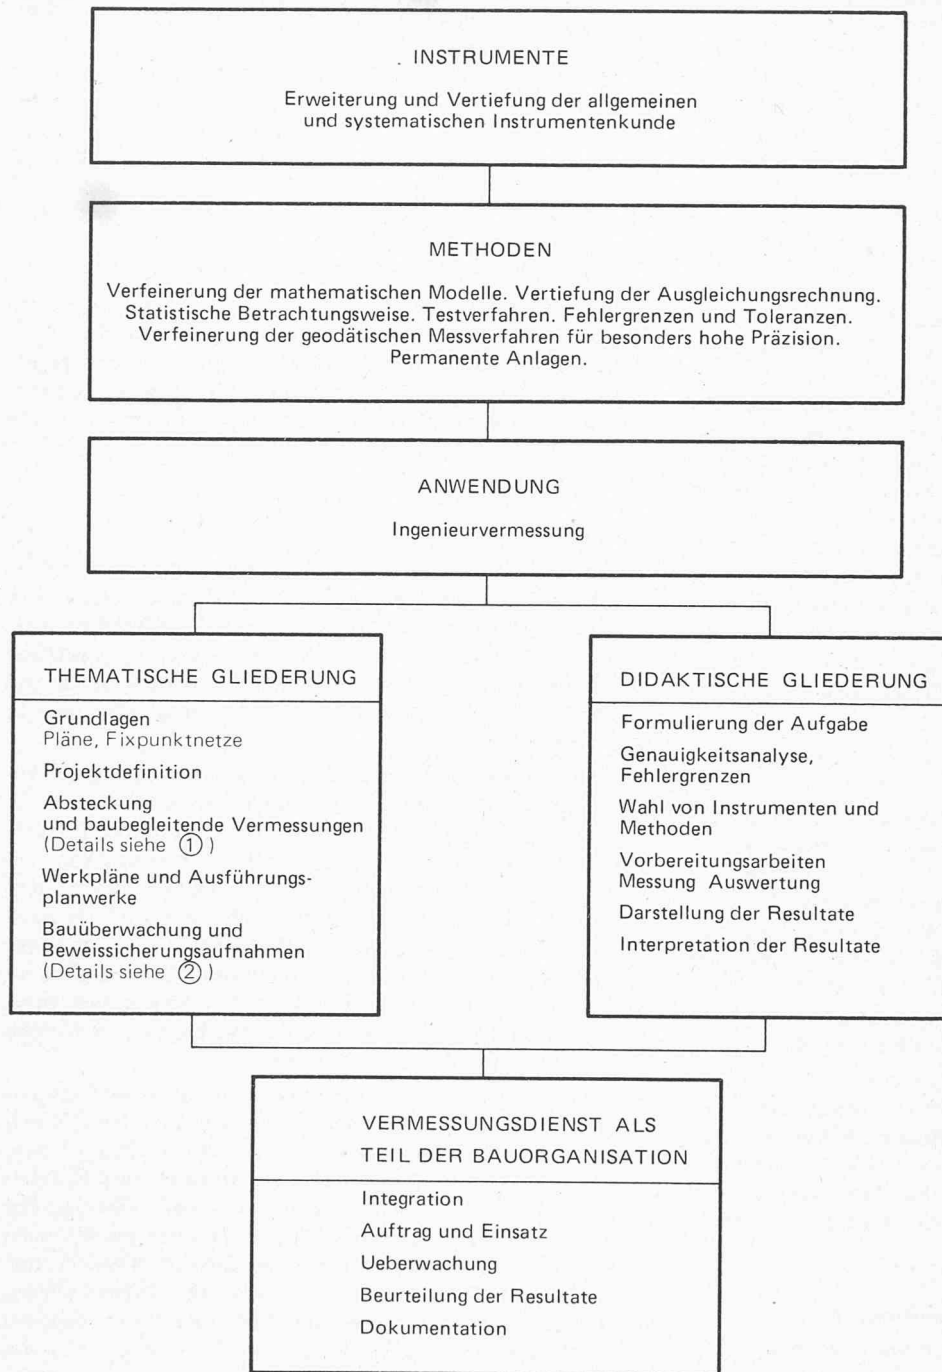 INSTRUMENTE
Erweiterung und Vertiefung der allgemeinen
und systematischen Instrumentenkunde
METHODEN
Verfeinerung der mathematischen Modelle. Vertiefung der Ausgleichungsrechnung.
Statistische Betrachtungsweise. Testverfahren. Fehlergrenzen und Toleranzen.
Verfeinerung der geodätischen Messverfahren für besonders hohe Präzision.
Permanente Anlagen.
ANWENDUNG
Ingenieurvermessung
THEMATISCHE GLIEDERUNG
Grundlagen
Pläne, Fixpunktnetze
Projektdefinition
Absteckung
und baubegleitende Vermessungen
(Details siehe ①)
Werkpläne und Ausführungs-
planwerke
Bauüberwachung und
Beweissicherungsaufnahmen
(Details siehe ②)
DIDAKTISCHE GLIEDERUNG
Formulierung der Aufgabe
Genauigkeitsanalyse,
Fehlergrenzen
Wahl von Instrumenten und
Methoden
Vorbereitungsarbeiten
Messung Auswertung
Darstellung der Resultate
Interpretation der Resultate
VERMESSUNGSDIENST ALS
TEIL DER BAUORGANISATION
Integration
Auftrag und Einsatz
Ueberwachung
Beurteilung der Resultate
Dokumentation